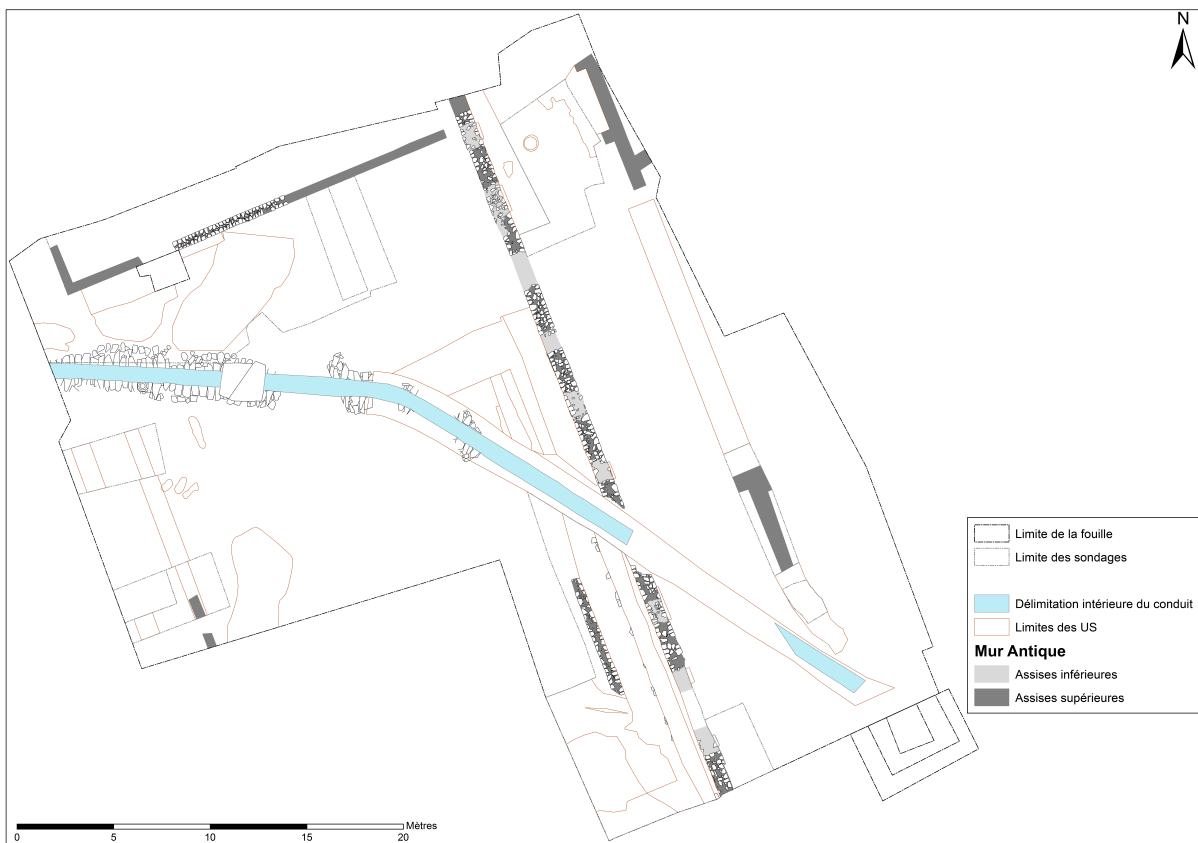 N
Limite de la fouille
Limite des sondages
Délimitation intérieure du conduit
Limites des US
Mur Antique
Assises inférieures
Assises supérieures
Mètres
0 5 10 15 20